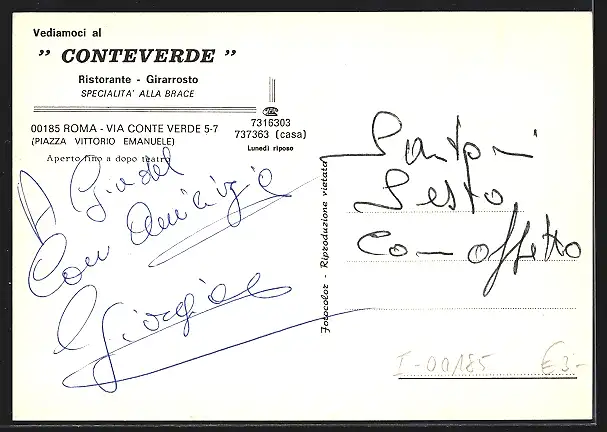 Vediamoci al
” CONTEVERDE ”
Ristorante - Girarrosto
SPECIALITA' ALLA BRACE
7316303
737363 (casa)
Lunedì riposo
00185 ROMA - VIA CONTE VERDE 5-7
(PIAZZA VITTORIO EMANUELE)
Aperto fino a dopo teatro
A
Con Amicizia
Giorgio
Fotocolor - Riproduzione vietata
Santoni
Sesto
Con affetto
I-00185 €3-